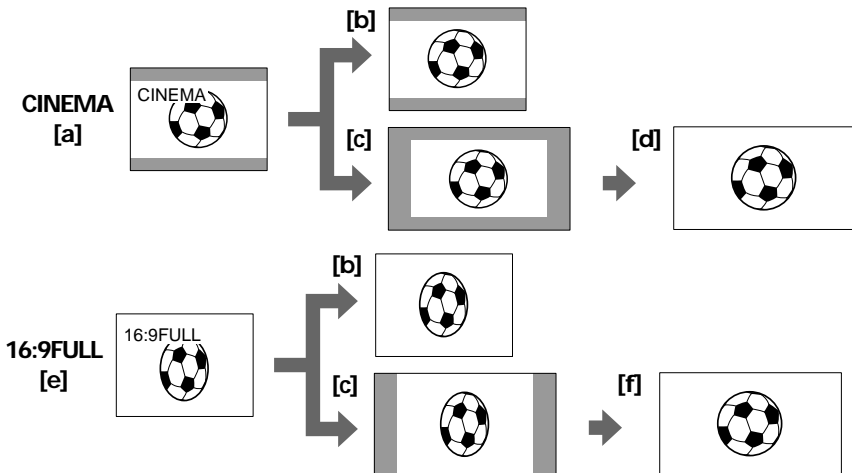 CINEMA
[a]
CINEMA
[b]
[c]
[d]
16:9FULL
[e]
16:9FULL
[b]
[c]
[f]